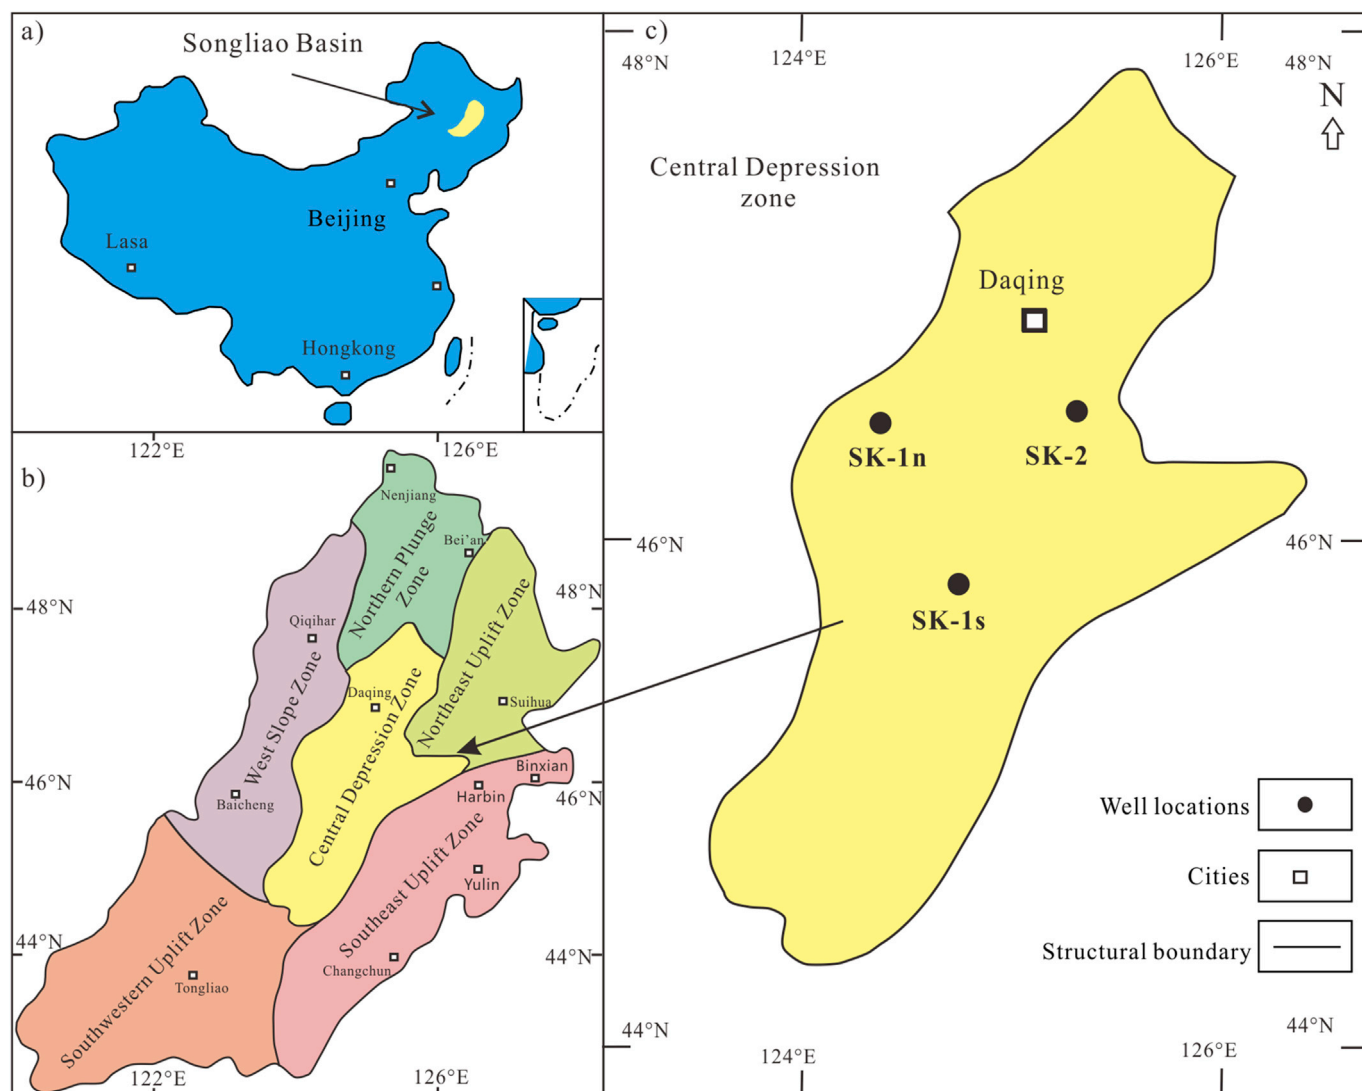 a)
Songliao Basin
Beijing
Lasa
Hongkong
b)
122°E
126°E
Nenjiang
Bei'an
Northern Plunge
Zone
48°N
48°N
Qiqihar
West Slope Zone
Northeast Uplift Zone
Daqing
Suihua
Central Depression Zone
46°N
46°N
Baicheng
Binxian
Harbin
Southeast Uplift Zone
Yulin
44°N
44°N
Southwestern Uplift Zone
Changchun
Tongliao
122°E
126°E
c)
48°N
124°E
126°E
48°N
N
Central Depression
zone
Daqing
SK-1n
SK-2
46°N
46°N
SK-1s
Well locations
Cities
Structural boundary
44°N
44°N
124°E
126°E